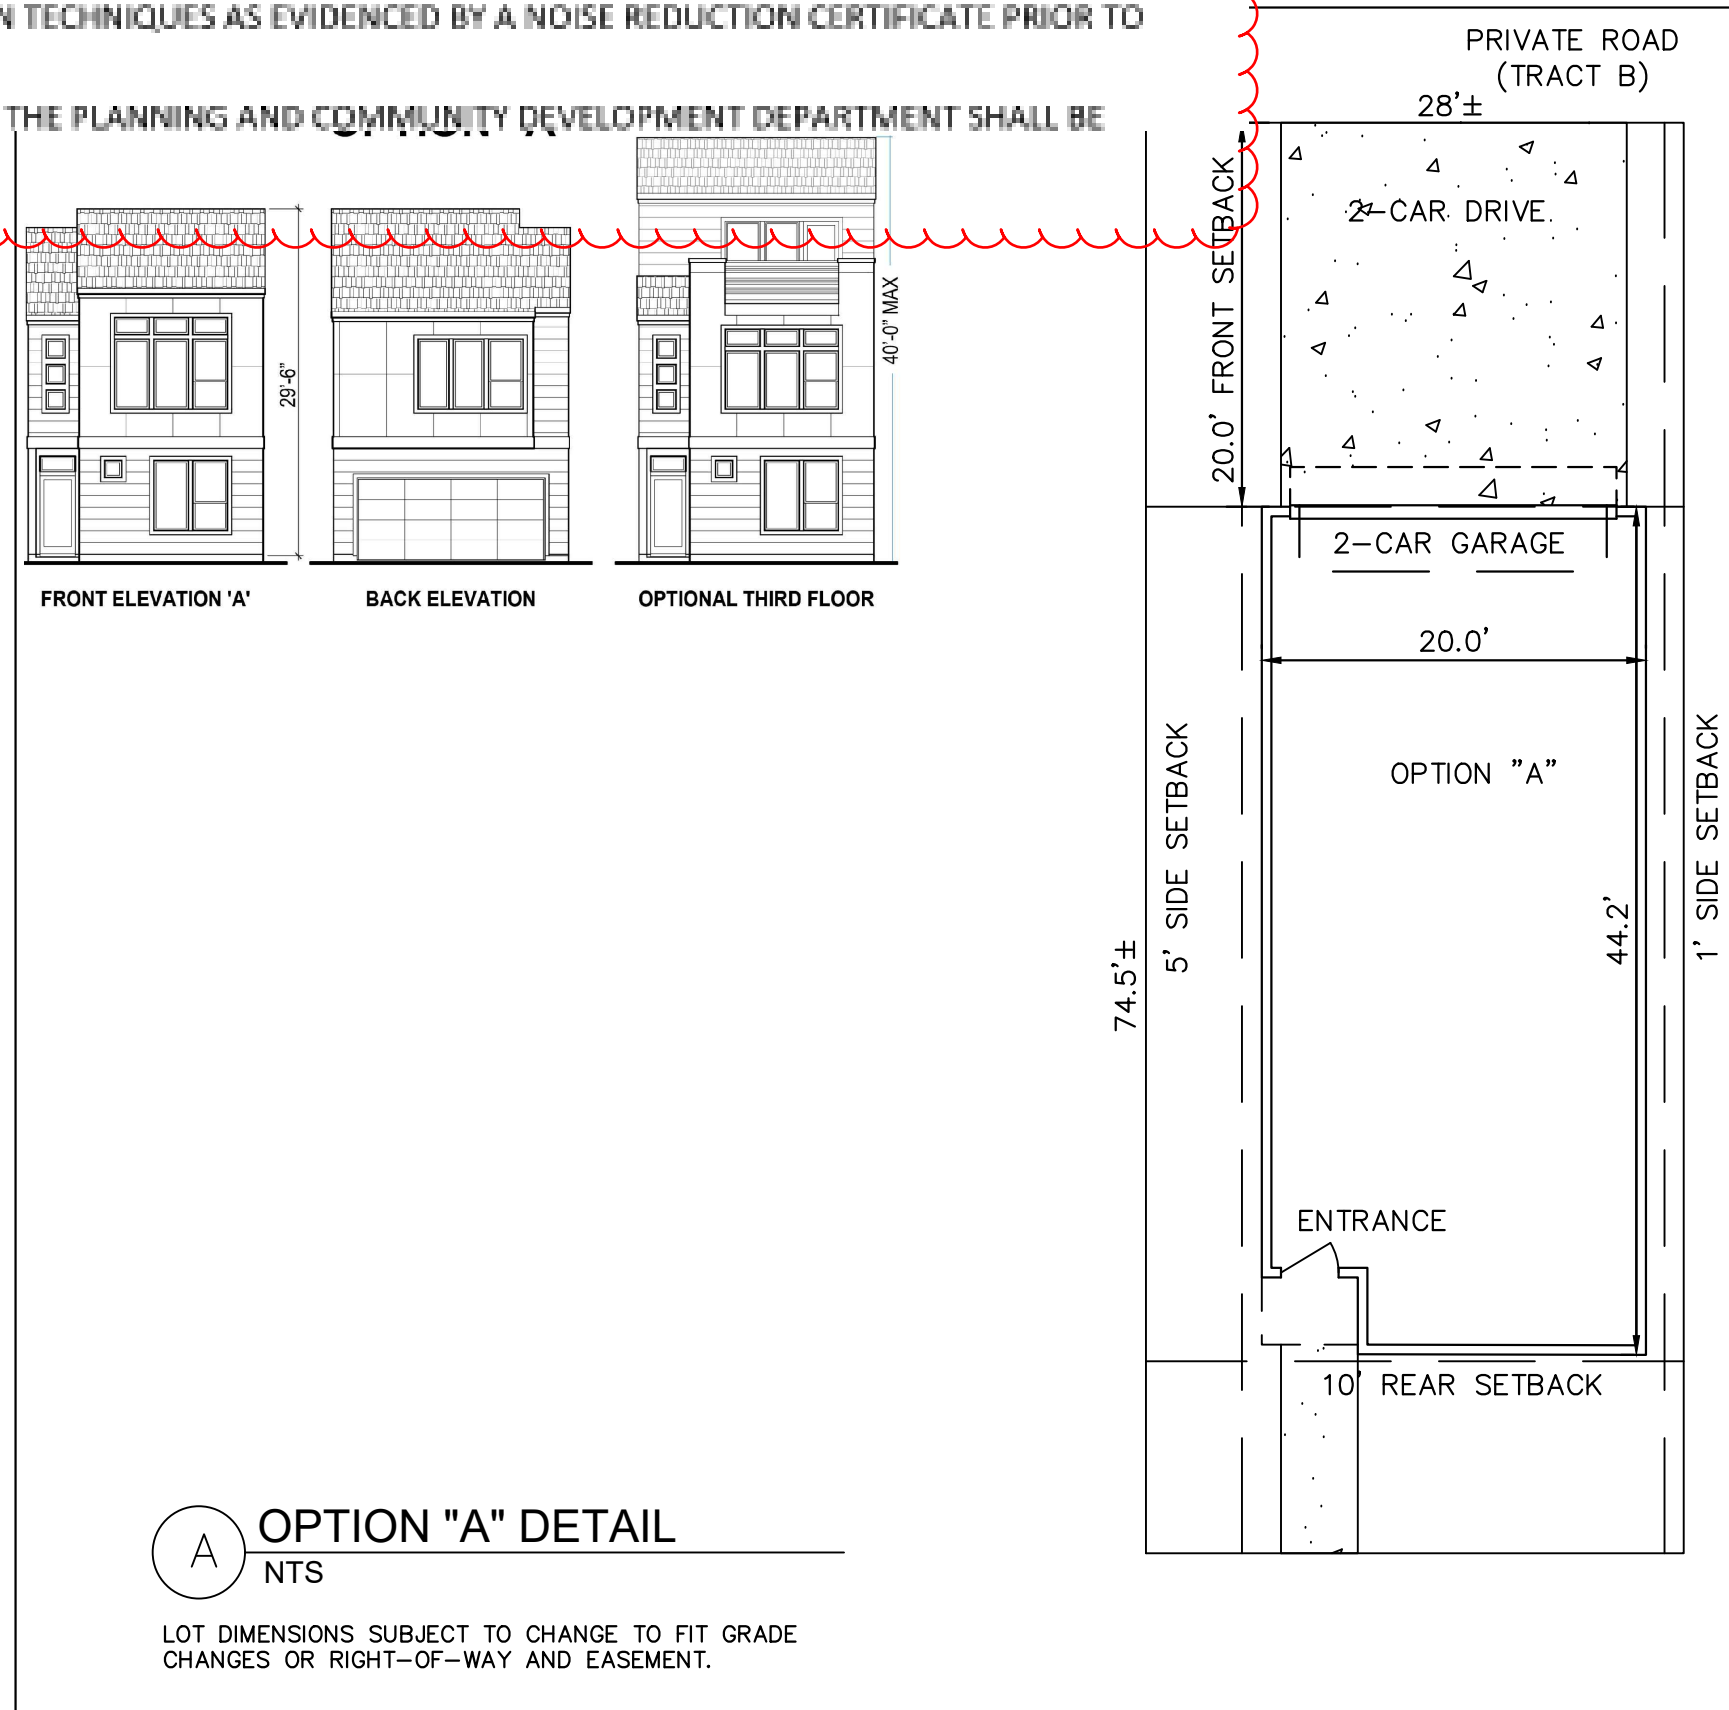 TECHNIQUES AS EVIDENCED BY A NOISE REDUCTION CERTIFICATE PRIOR TO
THE PLANNING AND COMMUNITY DEVELOPMENT DEPARTMENT SHALL BE
PRIVATE ROAD
(TRACT B)
28'±
2-CAR DRIVE
20.0' FRONT SETBACK
29'-6"
40'-0" MAX
FRONT ELEVATION 'A'
BACK ELEVATION
OPTIONAL THIRD FLOOR
2-CAR GARAGE
20.0'
OPTION "A"
5' SIDE SETBACK
1' SIDE SETBACK
44.2'
74.5'±
ENTRANCE
10' REAR SETBACK
A
OPTION "A" DETAIL
NTS
LOT DIMENSIONS SUBJECT TO CHANGE TO FIT GRADE
CHANGES OR RIGHT-OF-WAY AND EASEMENT.